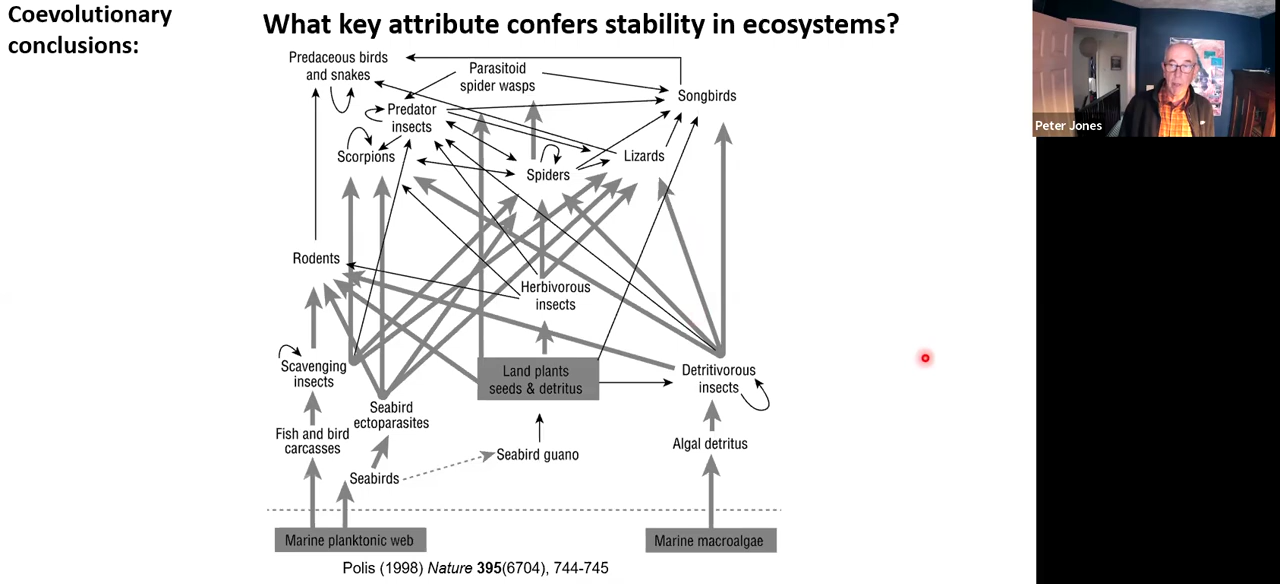 Coevolutionary
conclusions:
What key attribute confers stability in ecosystems?
Predaceous birds
and snakes
Parasitoid
spider wasps
Songbirds
Predator
insects
Scorpions
Spiders
Lizards
Rodents
Herbivorous
insects
Scavenging
insects
Land plants
seeds & detritus
Detritivorous
insects
Seabird
ectoparasites
Fish and bird
carcasses
Algal detritus
Seabird guano
Seabirds
Marine planktonic web
Marine macroalgae
Polis (1998) Nature 395(6704), 744-745
Peter Jones